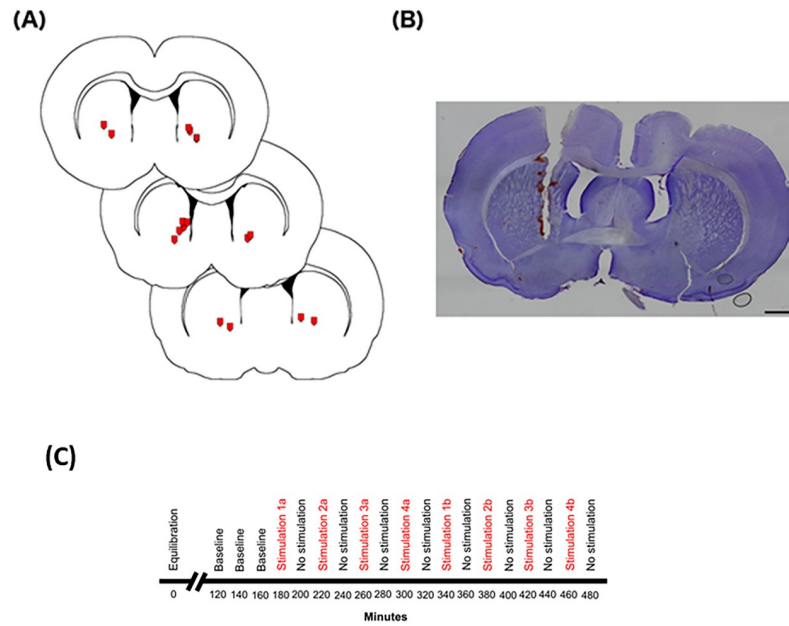 (A)
(B)
(C)
Equilibration
Baseline
Baseline
Baseline
Stimulation 1a
No stimulation
Stimulation 2a
No stimulation
Stimulation 3a
No stimulation
Stimulation 4a
No stimulation
Stimulation 1b
No stimulation
Stimulation 2b
No stimulation
Stimulation 3b
No stimulation
Stimulation 4b
No stimulation
0 120 140 160 180 200 220 240 260 280 300 320 340 360 380 400 420 440 460 480
Minutes